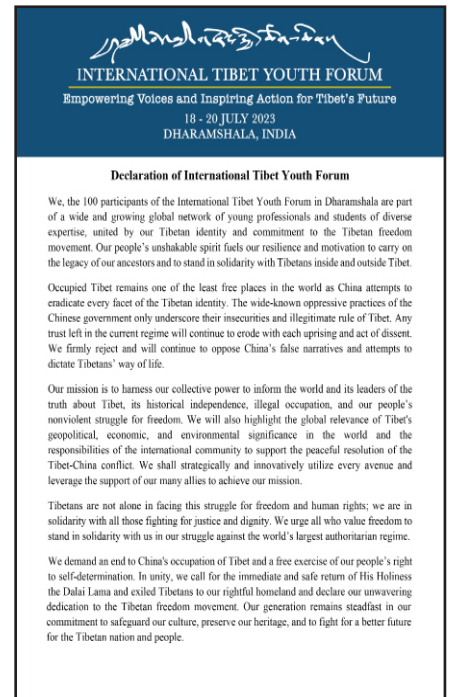 INTERNATIONAL TIBET YOUTH FORUM
Empowering Voices and Inspiring Action for Tibet's Future
18 - 20 JULY 2023
DHARAMSHALA, INDIA
Declaration of International Tibet Youth Forum
We, the 100 participants of the International Tibet Youth Forum in Dharamshala are part
of a wide and growing global network of young professionals and students of diverse
expertise, united by our Tibetan identity and commitment to the Tibetan freedom
movement. Our people's unshakable spirit fuels our resilience and motivation to carry on
the legacy of our ancestors and to stand in solidarity with Tibetans inside and outside Tibet.
Occupied Tibet remains one of the least free places in the world as China attempts to
eradicate every facet of the Tibetan identity. The wide-known oppressive practices of the
Chinese government only underscore their insecurities and illegitimate rule of Tibet. Any
trust left in the current regime will continue to erode with each uprising and act of dissent.
We firmly reject and will continue to oppose China's false narratives and attempts to
dictate Tibetans' way of life.
Our mission is to harness our collective power to inform the world and its leaders of the
truth about Tibet, its historical independence, illegal occupation, and our people's
nonviolent struggle for freedom. We will also highlight the global relevance of Tibet's
geopolitical, economic, and environmental significance in the world and the
responsibilities of the international community to support the peaceful resolution of the
Tibet-China conflict. We shall strategically and innovatively utilize every avenue and
leverage the support of our many allies to achieve our mission.
Tibetans are not alone in facing this struggle for freedom and human rights; we are in
solidarity with all those fighting for justice and dignity. We urge all who value freedom to
stand in solidarity with us in our struggle against the world's largest authoritarian regime.
We demand an end to China's occupation of Tibet and a free exercise of our people's right
to self-determination. In unity, we call for the immediate and safe return of His Holiness
the Dalai Lama and exiled Tibetans to our rightful homeland and declare our unwavering
dedication to the Tibetan freedom movement. Our generation remains steadfast in our
commitment to safeguard our culture, preserve our heritage, and to fight for a better future
for the Tibetan nation and people.